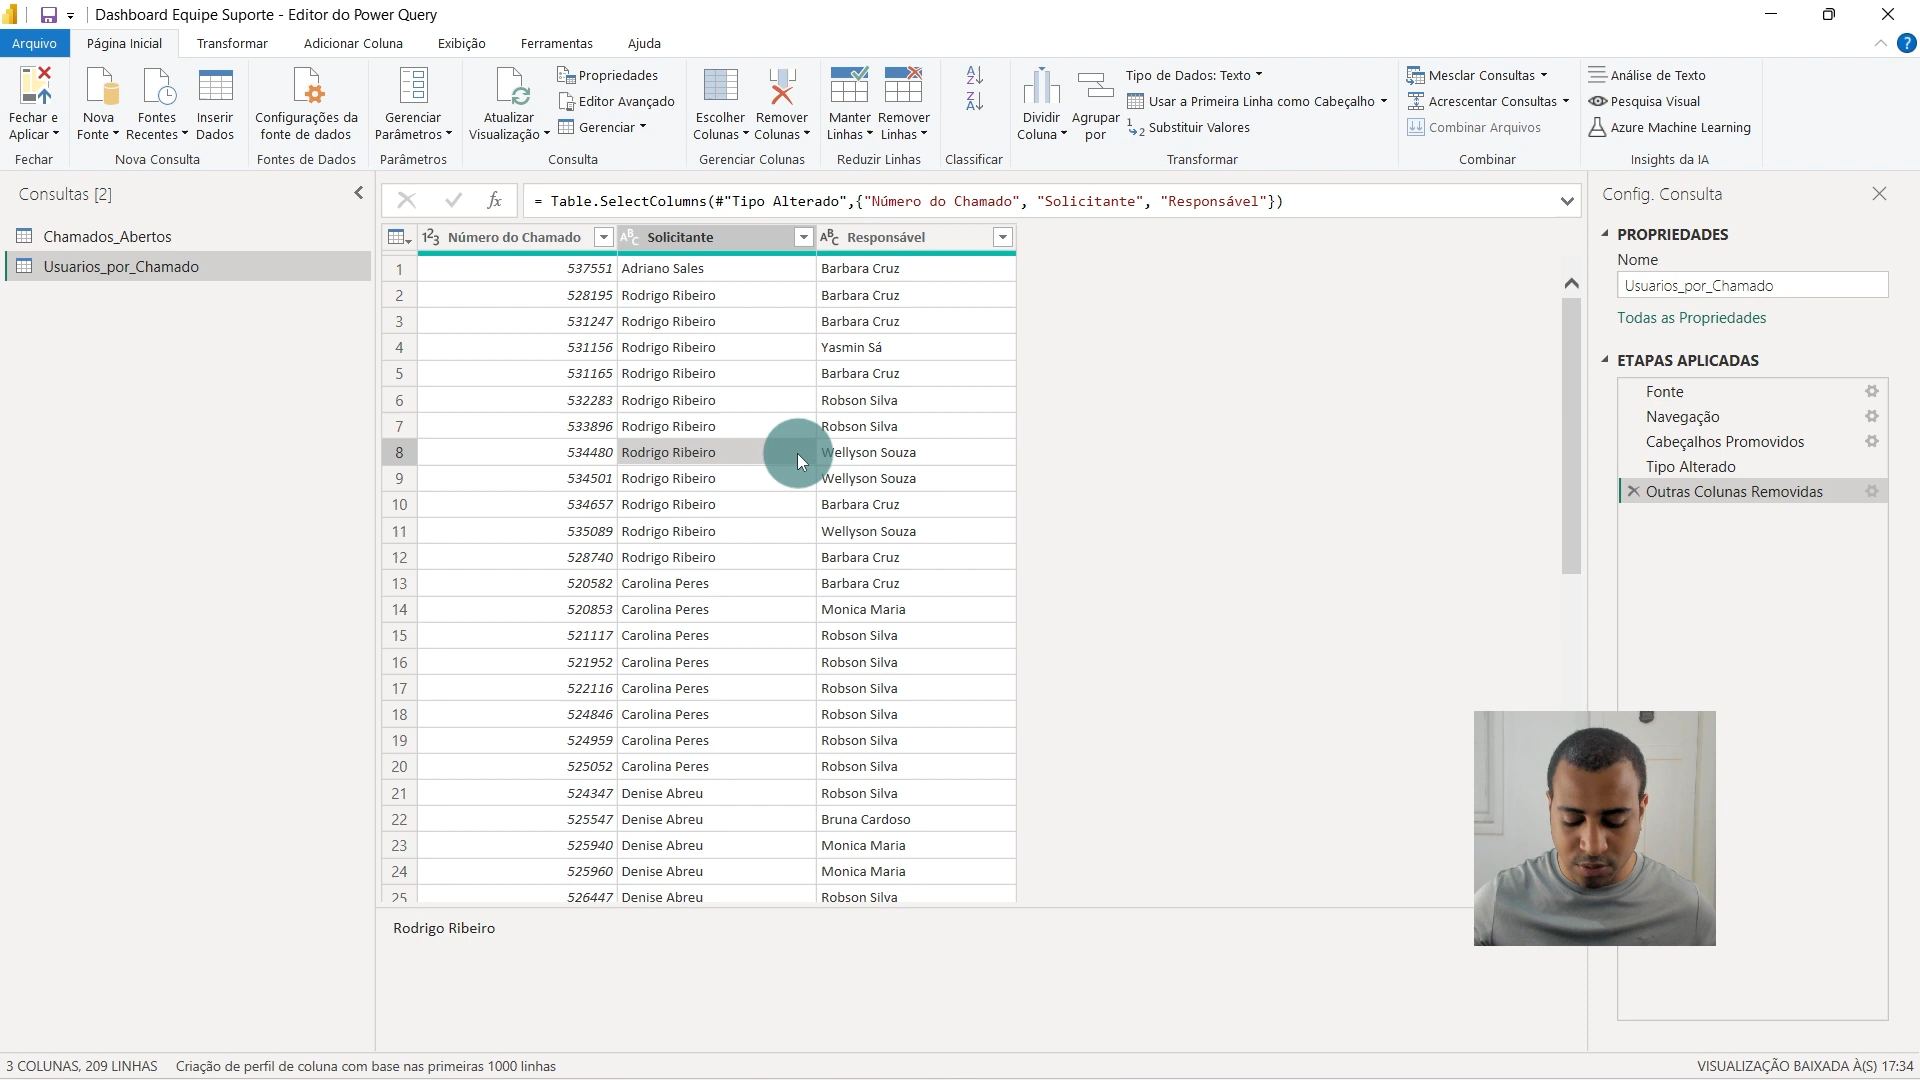 Dashboard Equipe Suporte - Editor do Power Query
Arquivo Página Inicial Transformar Adicionar Coluna Exibição Ferramentas Ajuda
Fechar e Aplicar
Fechar
Nova Fonte
Fontes Recentes
Inserir Dados
Nova Consulta
Configurações da fonte de dados
Fontes de Dados
Gerenciar Parâmetros
Parâmetros
Atualizar Visualização
Propriedades
Editor Avançado
Gerenciar
Consulta
Escolher Colunas
Remover Colunas
Gerenciar Colunas
Manter Linhas
Remover Linhas
Reduzir Linhas
Classificar
Dividir Coluna
Agrupar por
Tipo de Dados: Texto
Usar a Primeira Linha como Cabeçalho
Substituir Valores
Transformar
Mesclar Consultas
Acrescentar Consultas
Combinar Arquivos
Combinar
Análise de Texto
Pesquisa Visual
Azure Machine Learning
Insights da IA
Consultas [2]
Chamados_Abertos
Usuarios_por_Chamado
fx = Table.SelectColumns(#"Tipo Alterado",{"Número do Chamado", "Solicitante", "Responsável"})
123 Número do Chamado ABC Solicitante ABC Responsável
1 537551 Adriano Sales Barbara Cruz
2 528195 Rodrigo Ribeiro Barbara Cruz
3 531247 Rodrigo Ribeiro Barbara Cruz
4 531156 Rodrigo Ribeiro Yasmin Sá
5 531165 Rodrigo Ribeiro Barbara Cruz
6 532283 Rodrigo Ribeiro Robson Silva
7 533896 Rodrigo Ribeiro Robson Silva
8 534480 Rodrigo Ribeiro Wellyson Souza
9 534501 Rodrigo Ribeiro Wellyson Souza
10 534657 Rodrigo Ribeiro Barbara Cruz
11 535089 Rodrigo Ribeiro Wellyson Souza
12 528740 Rodrigo Ribeiro Barbara Cruz
13 520582 Carolina Peres Barbara Cruz
14 520853 Carolina Peres Monica Maria
15 521117 Carolina Peres Robson Silva
16 521952 Carolina Peres Robson Silva
17 522116 Carolina Peres Robson Silva
18 524846 Carolina Peres Robson Silva
19 524959 Carolina Peres Robson Silva
20 525052 Carolina Peres Robson Silva
21 524347 Denise Abreu Robson Silva
22 525547 Denise Abreu Bruna Cardoso
23 525940 Denise Abreu Monica Maria
24 525960 Denise Abreu Monica Maria
25 526447 Denise Abreu Robson Silva
Rodrigo Ribeiro
Config. Consulta
PROPRIEDADES
Nome
Usuarios_por_Chamado
Todas as Propriedades
ETAPAS APLICADAS
Fonte
Navegação
Cabeçalhos Promovidos
Tipo Alterado
Outras Colunas Removidas
3 COLUNAS, 209 LINHAS Criação de perfil de coluna com base nas primeiras 1000 linhas
VISUALIZAÇÃO BAIXADA À(S) 17:34